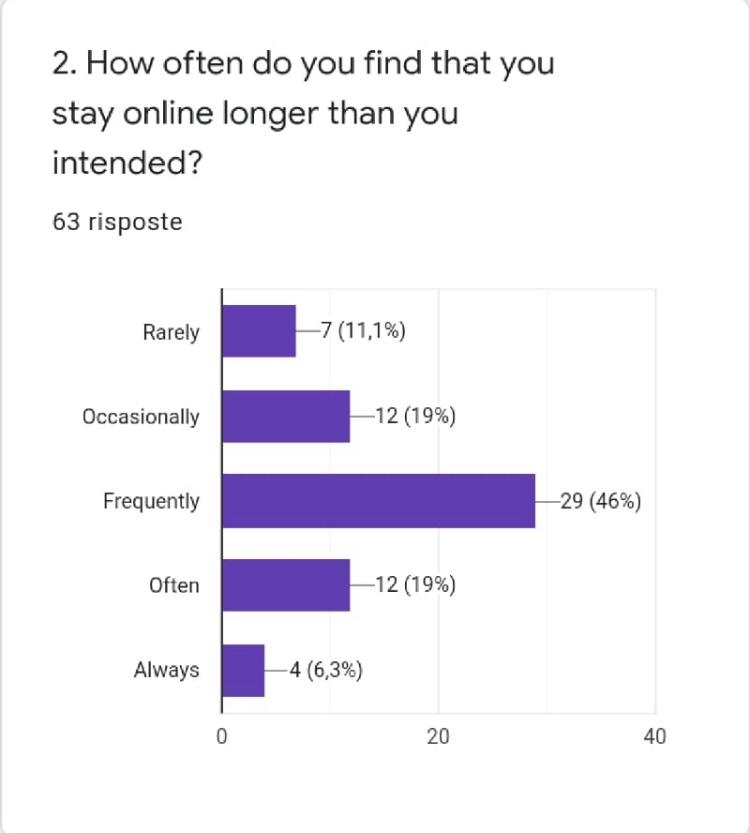 2. How often do you find that you
stay online longer than you
intended?
63 risposte
Rarely 7 (11,1%)
Occasionally 12 (19%)
Frequently 29 (46%)
Often 12 (19%)
Always 4 (6,3%)
0 20 40